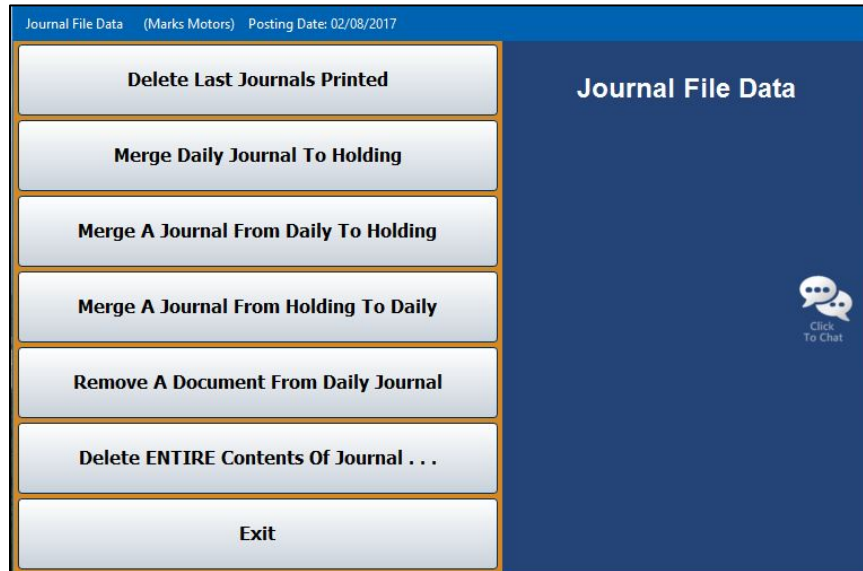 Journal File Data (Marks Motors) Posting Date: 02/08/2017
Delete Last Journals Printed
Journal File Data
Merge Daily Journal To Holding
Merge A Journal From Daily To Holding
Merge A Journal From Holding To Daily
Click
To Chat
Remove A Document From Daily Journal
Delete ENTIRE Contents Of Journal . . .
Exit